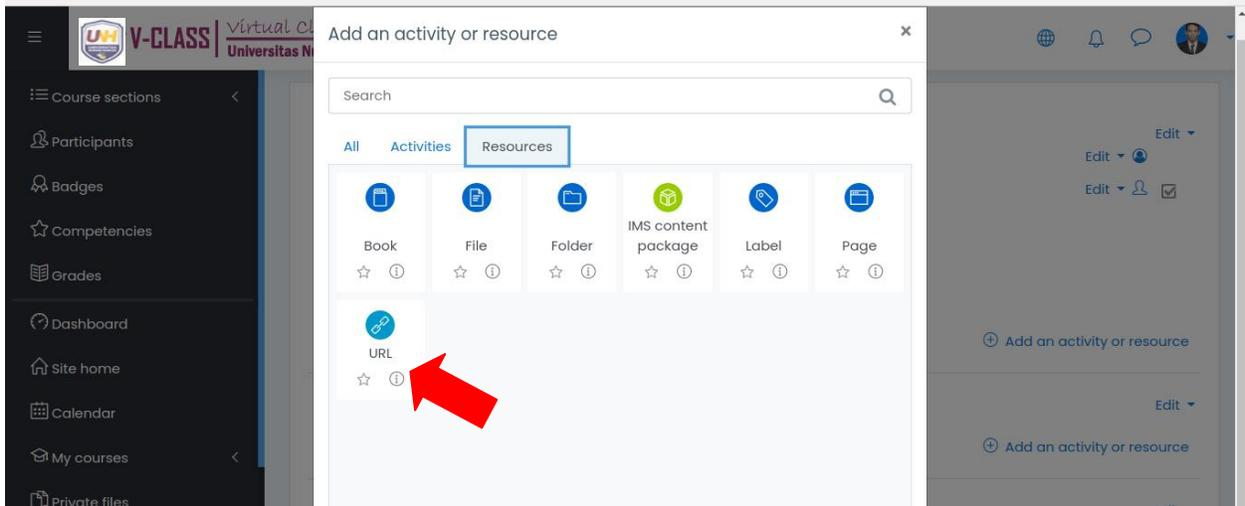 V-CLASS
Virtual Cl
Universitas N
UNH
Course sections
Participants
Badges
Competencies
Grades
Dashboard
Site home
Calendar
My courses
Private files
Add an activity or resource
×
Search
All Activities Resources
Book
File
Folder
IMS content
package
Label
Page
URL
Edit
Edit
Edit
Add an activity or resource
Edit
Add an activity or resource